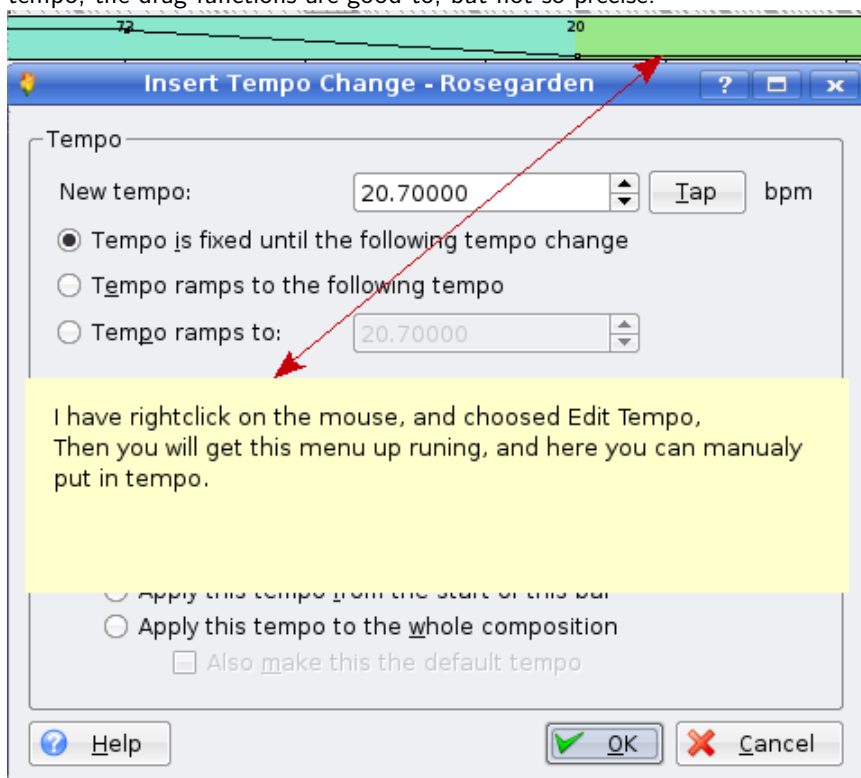 tempo, the drag functions are good to, but not so precise.
72 20
Insert Tempo Change - Rosegarden
Tempo
New tempo: 20.70000 Tap bpm
Tempo is fixed until the following tempo change
Tempo ramps to the following tempo
Tempo ramps to: 20.70000
I have rightclick on the mouse, and choosed Edit Tempo,
Then you will get this menu up runing, and here you can manualy
put in tempo.
Apply this tempo from the start of this bar
Apply this tempo to the whole composition
Also make this the default tempo
Help OK Cancel